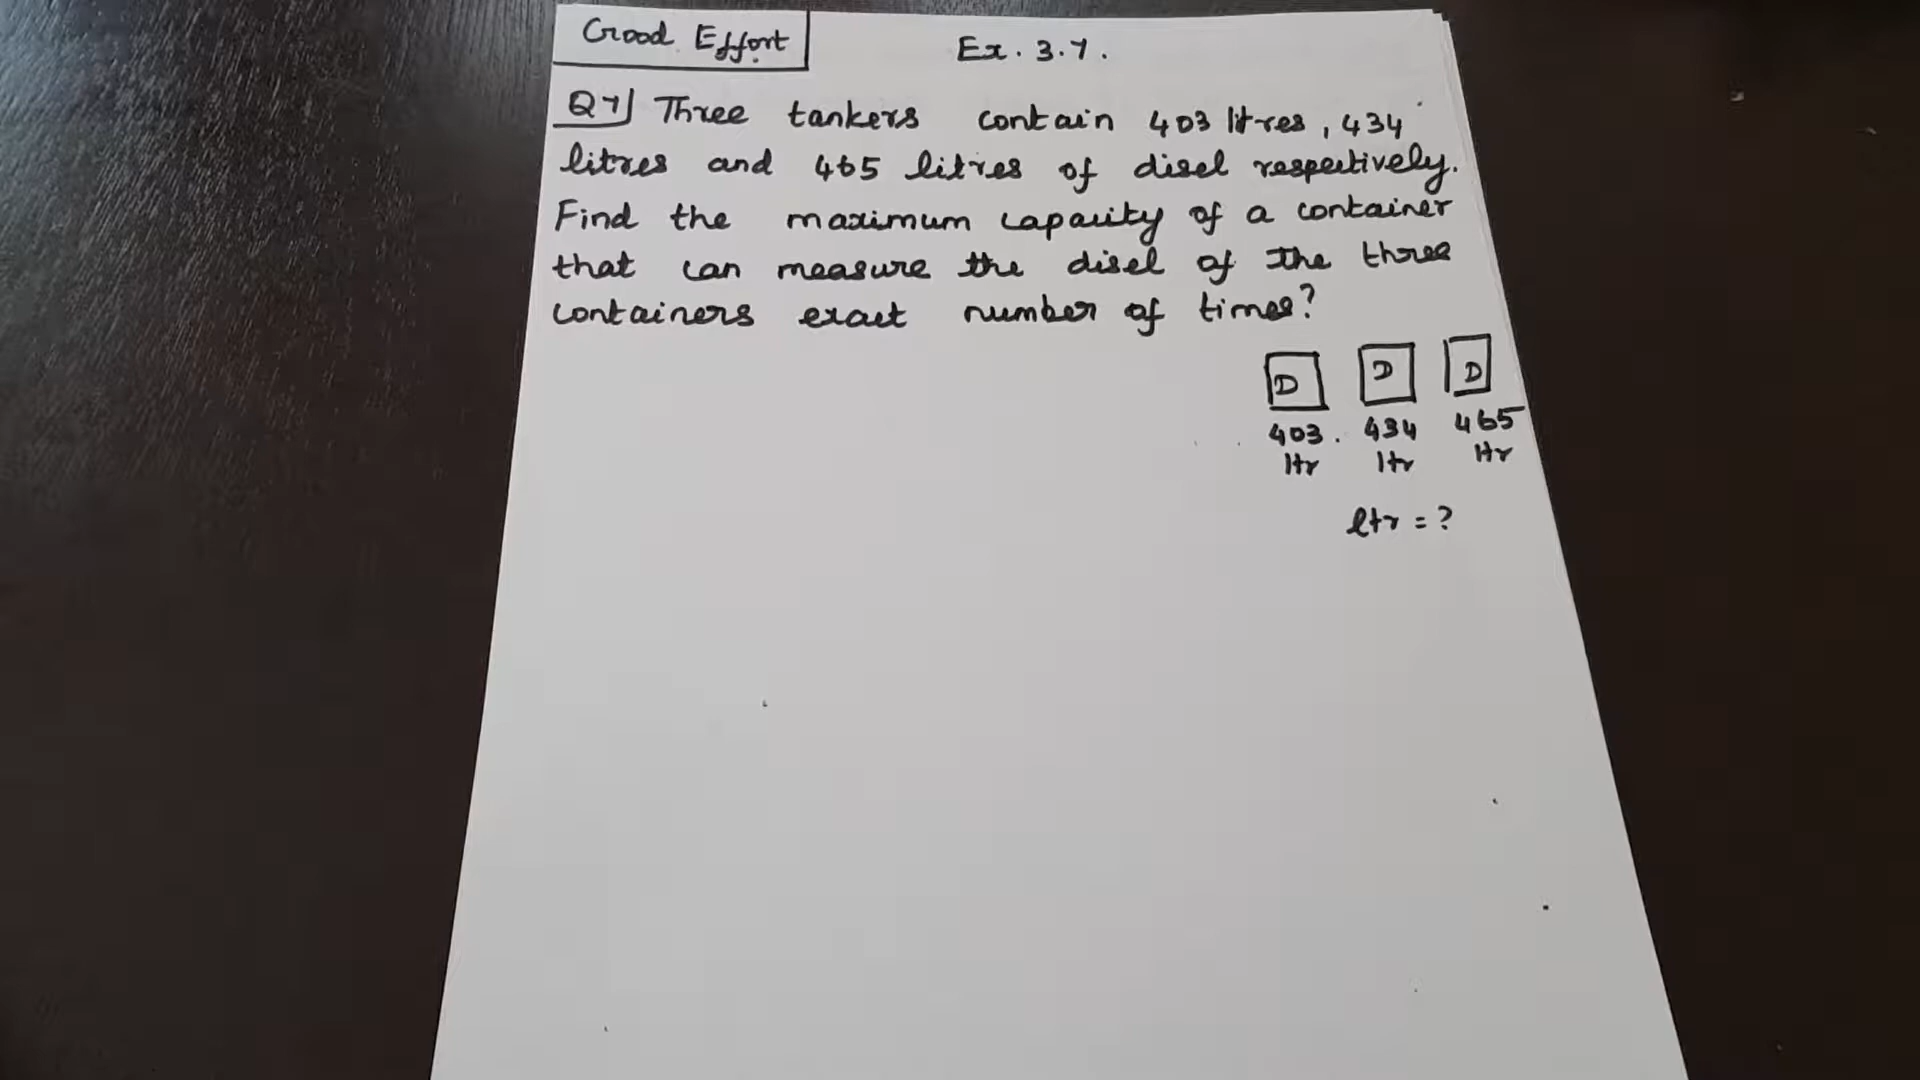 Good Effort
Ex. 3.7.
Q7) Three tankers contain 403 litres, 434
litres and 465 litres of disel respectively.
Find the maximum capacity of a container
that can measure the disel of the three
containers exact number of times?
D D D
403. 434 465
ltr ltr ltr
ltr = ?